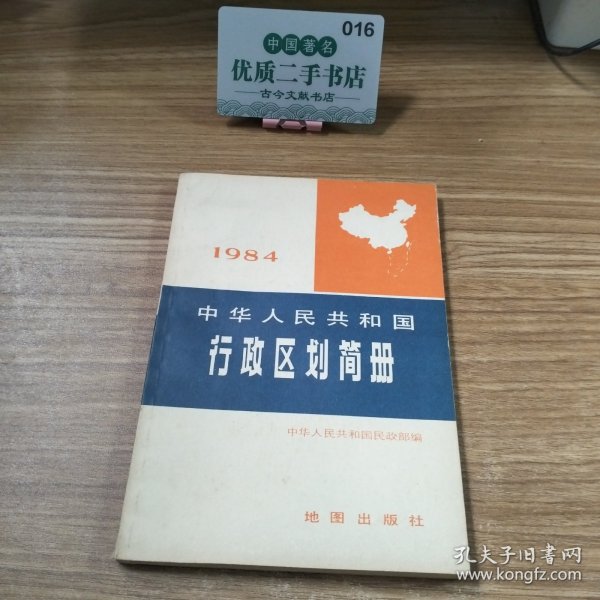 016
中国著名
优质二手书店
古今文献书店
1984
中华人民共和国
行政区划简册
中华人民共和国民政部编
地图出版社
孔夫子旧书网
www.kongfz.com